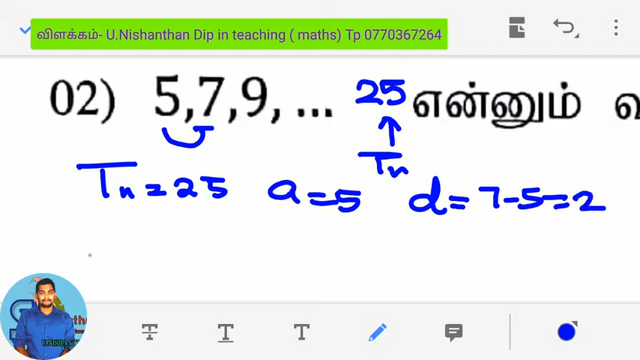 விளக்கம்- U.Nishanthan Dip in teaching ( maths) Tp 0770367264
02) 5,7,9, ... 25 என்னும்
Tn
Tn = 25 a = 5 d = 7-5=2
T T T